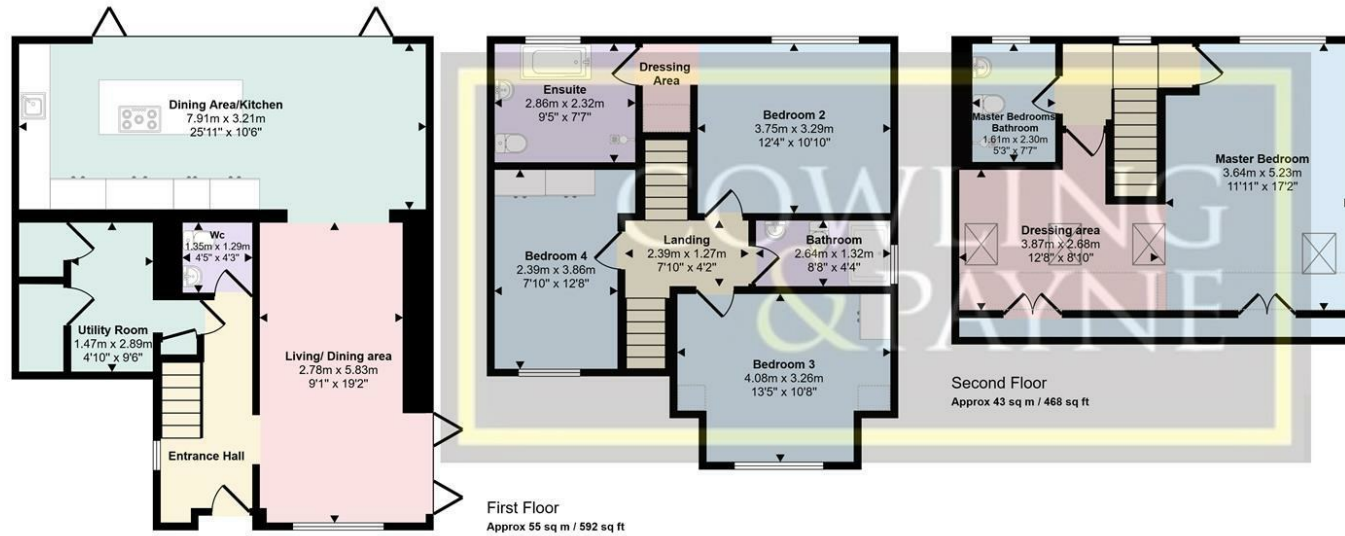 Dining Area/Kitchen
7.91m x 3.21m
25'11" x 10'6"
Wc
1.35m x 1.29m
4'5" x 4'3"
Utility Room
1.47m x 2.89m
4'10" x 9'6"
Living/ Dining area
2.78m x 5.83m
9'1" x 19'2"
Entrance Hall
Ensuite
2.86m x 2.32m
9'5" x 7'7"
Dressing
Area
Bedroom 2
3.75m x 3.29m
12'4" x 10'10"
Bedroom 4
2.39m x 3.86m
7'10" x 12'8"
Landing
2.39m x 1.27m
7'10" x 4'2"
Bathroom
2.64m x 1.32m
8'8" x 4'4"
Bedroom 3
4.08m x 3.26m
13'5" x 10'8"
First Floor
Approx 55 sq m / 592 sq ft
Master Bedrooms
Bathroom
1.61m x 2.30m
5'3" x 7'7"
Master Bedroom
3.64m x 5.23m
11'11" x 17'2"
Dressing area
3.87m x 2.68m
12'8" x 8'10"
Second Floor
Approx 43 sq m / 468 sq ft
COWLING
& PAYNE